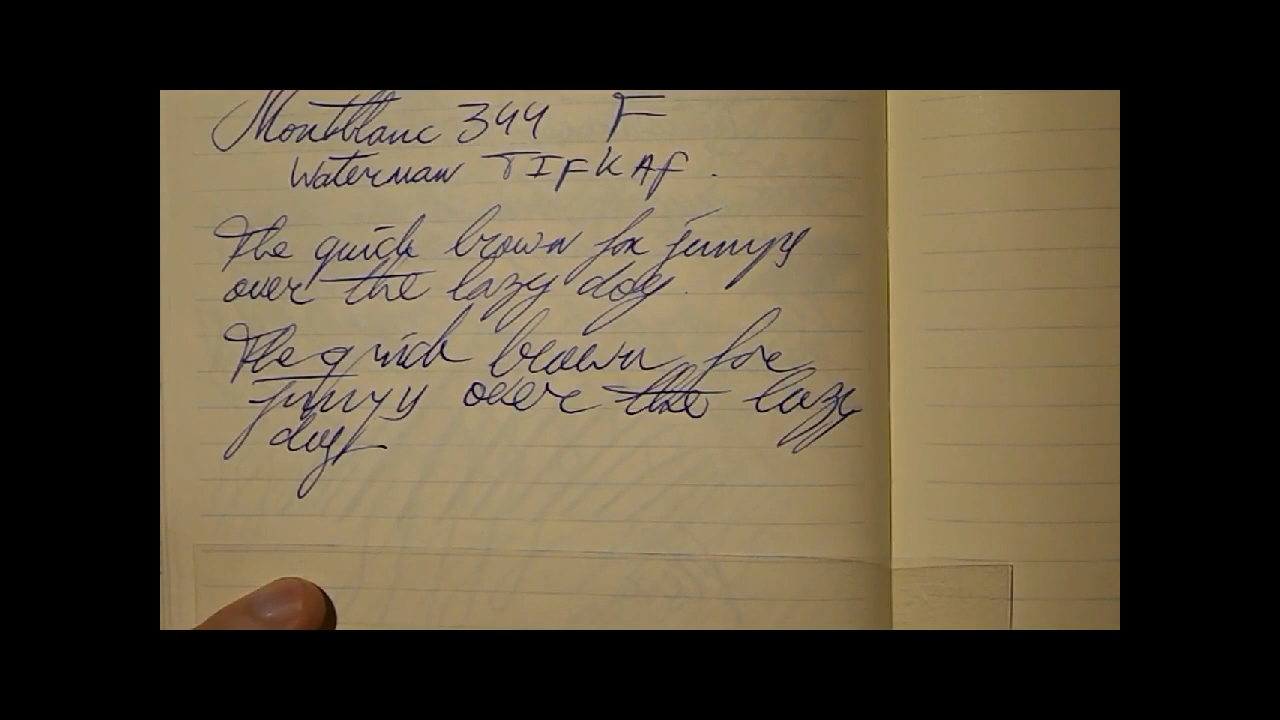 Montblanc 344 F
Waterman TIFKAF.
The quick brown fox jumps
over the lazy dog.
The quick brown fox
jumps over the lazy
dog